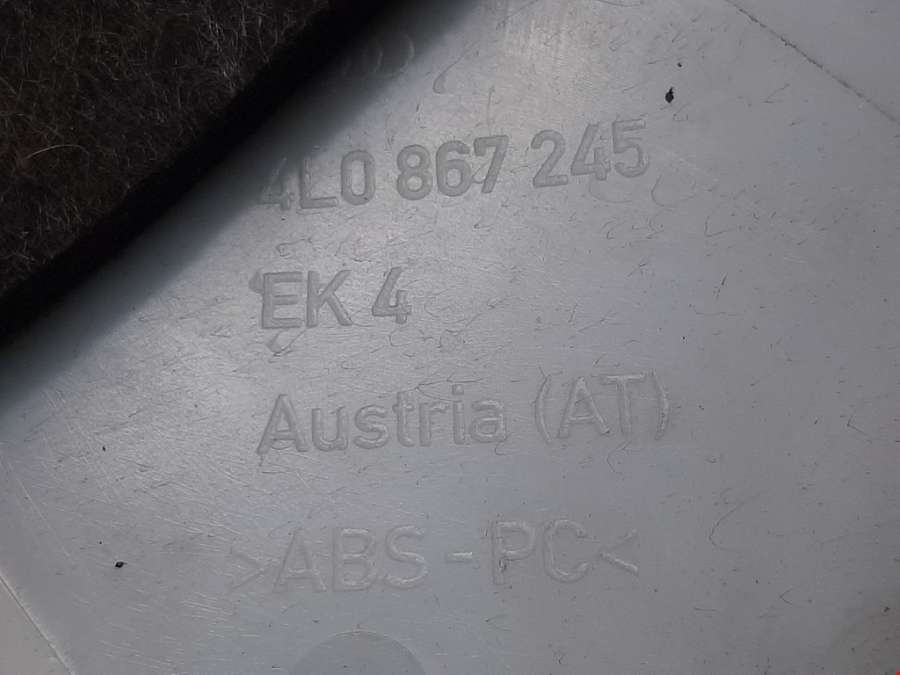 4L0 867 245
EK 4
Austria (AT)
>ABS-PC<